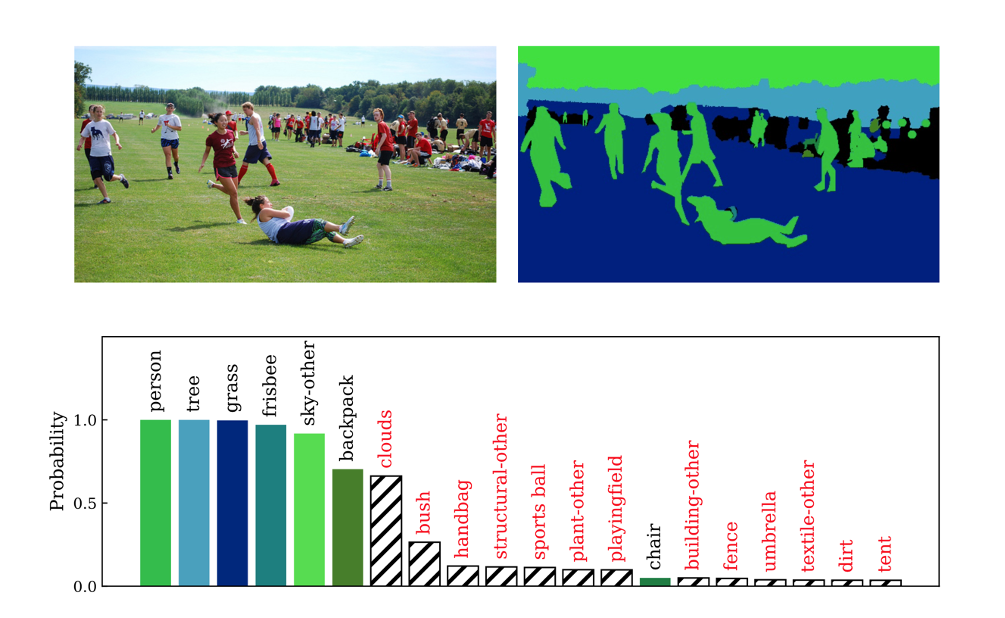 person
tree
grass
frisbee
sky-other
backpack
clouds
bush
handbag
structural-other
sports ball
plant-other
playingfield
chair
building-other
fence
umbrella
textile-other
dirt
tent
Probability
1.0
0.5
0.0